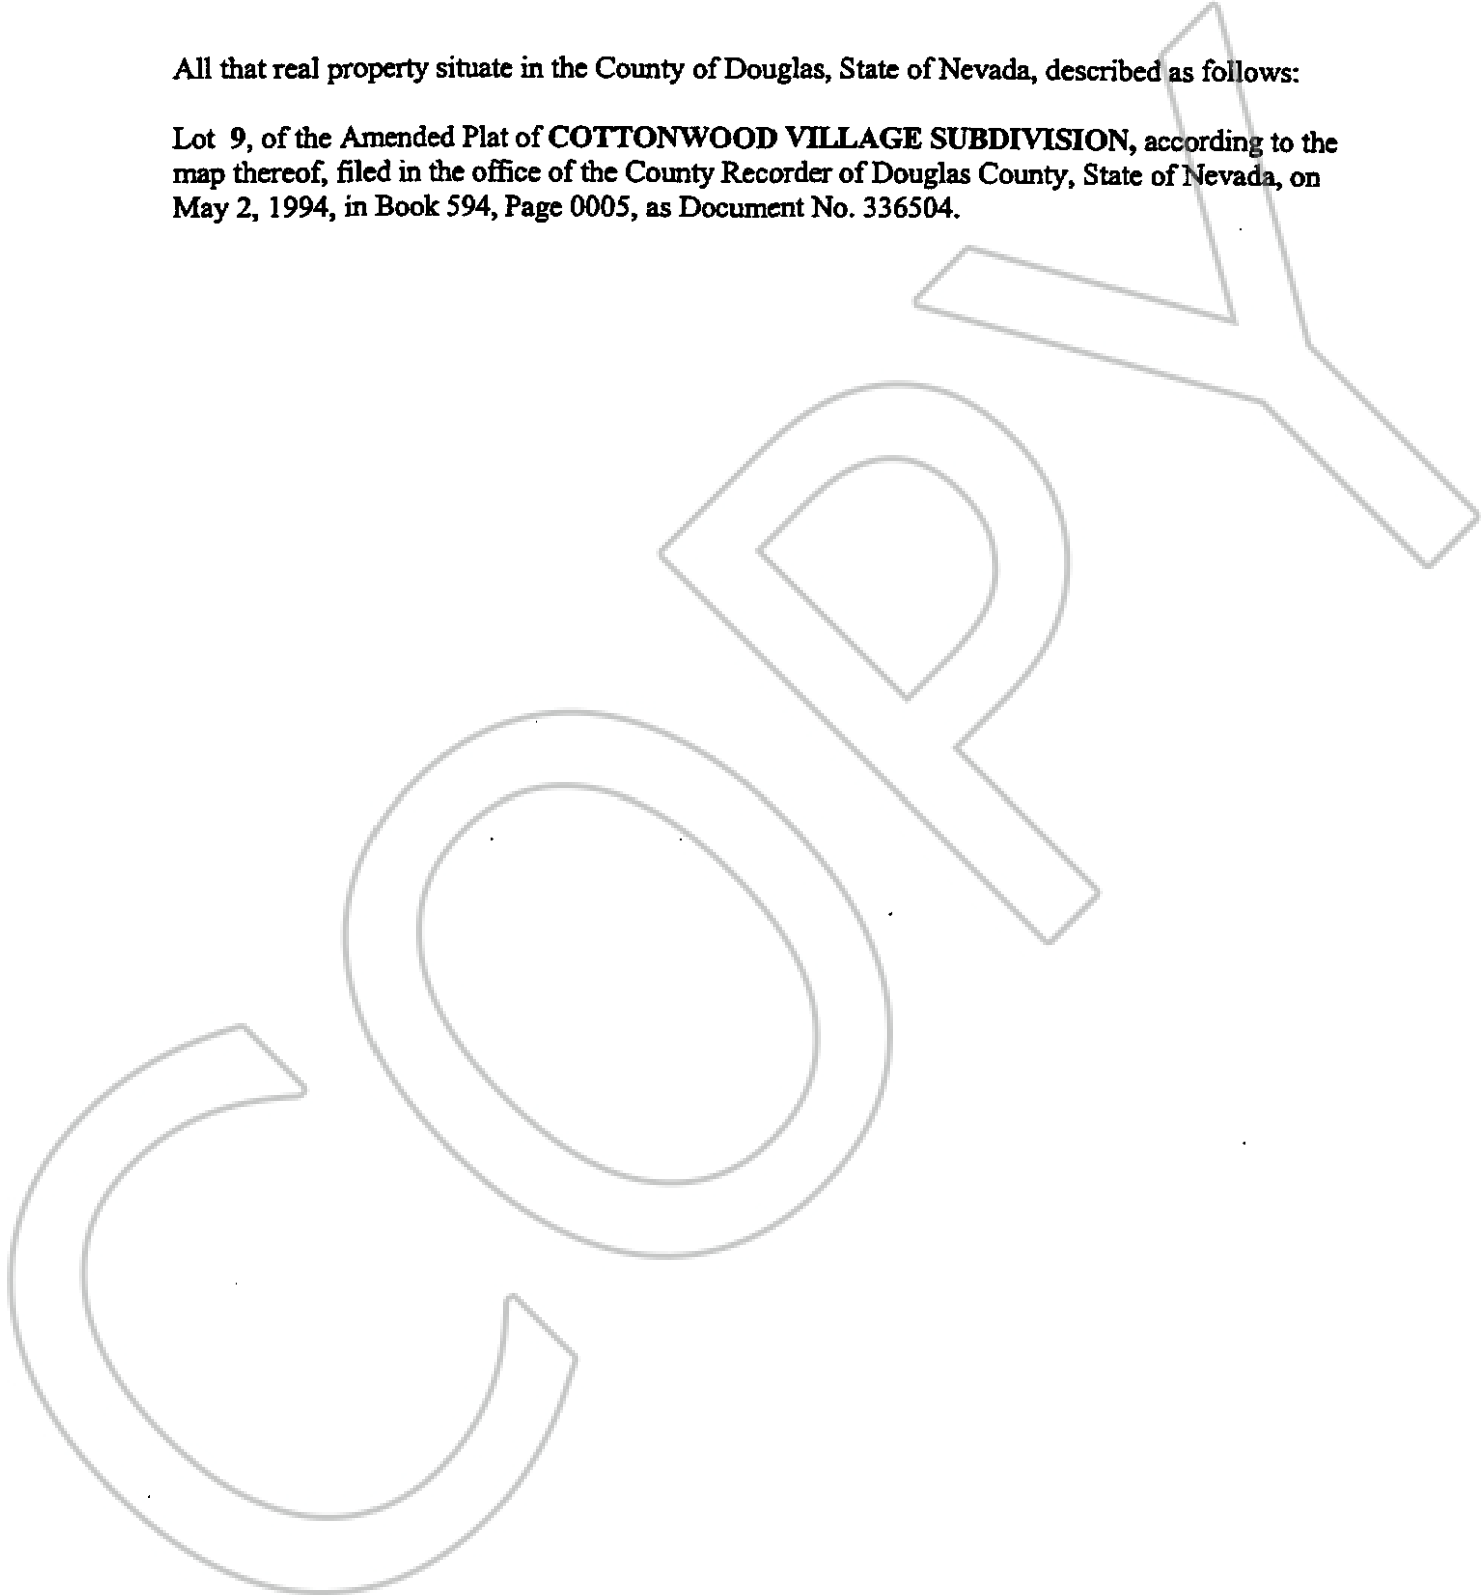 All that real property situate in the County of Douglas, State of Nevada, described as follows:
Lot 9, of the Amended Plat of COTTONWOOD VILLAGE SUBDIVISION, according to the
map thereof, filed in the office of the County Recorder of Douglas County, State of Nevada, on
May 2, 1994, in Book 594, Page 0005, as Document No. 336504.
COPY